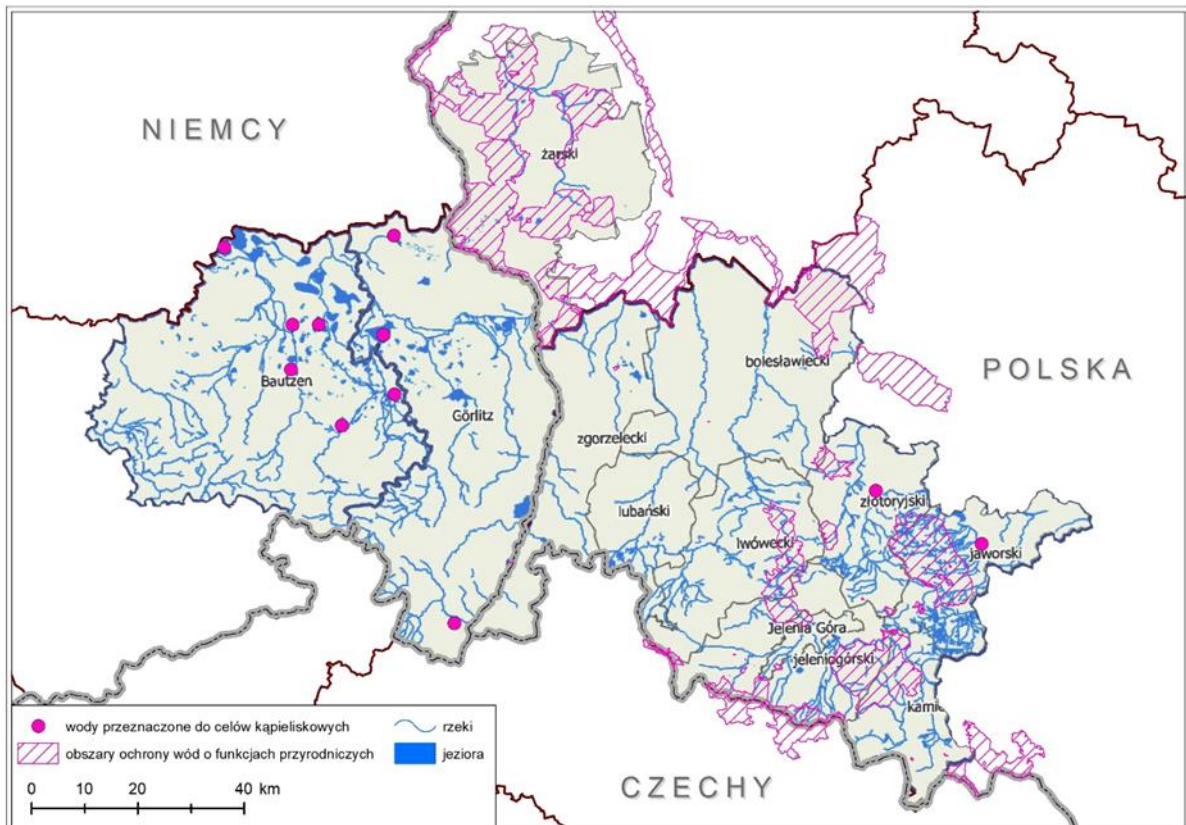 NIEMCY
żarski
bolesławiecki
POLSKA
Bautzen
Görlitz
zgorzelecki
złotoryjski
lubański
lwówecki
jaworski
Jelenia Góra
jeleniogórski
kami
CZECHY
wody przeznaczone do celów kąpieliskowych
rzeki
obszary ochrony wód o funkcjach przyrodniczych
jeziora
0 10 20 40 km